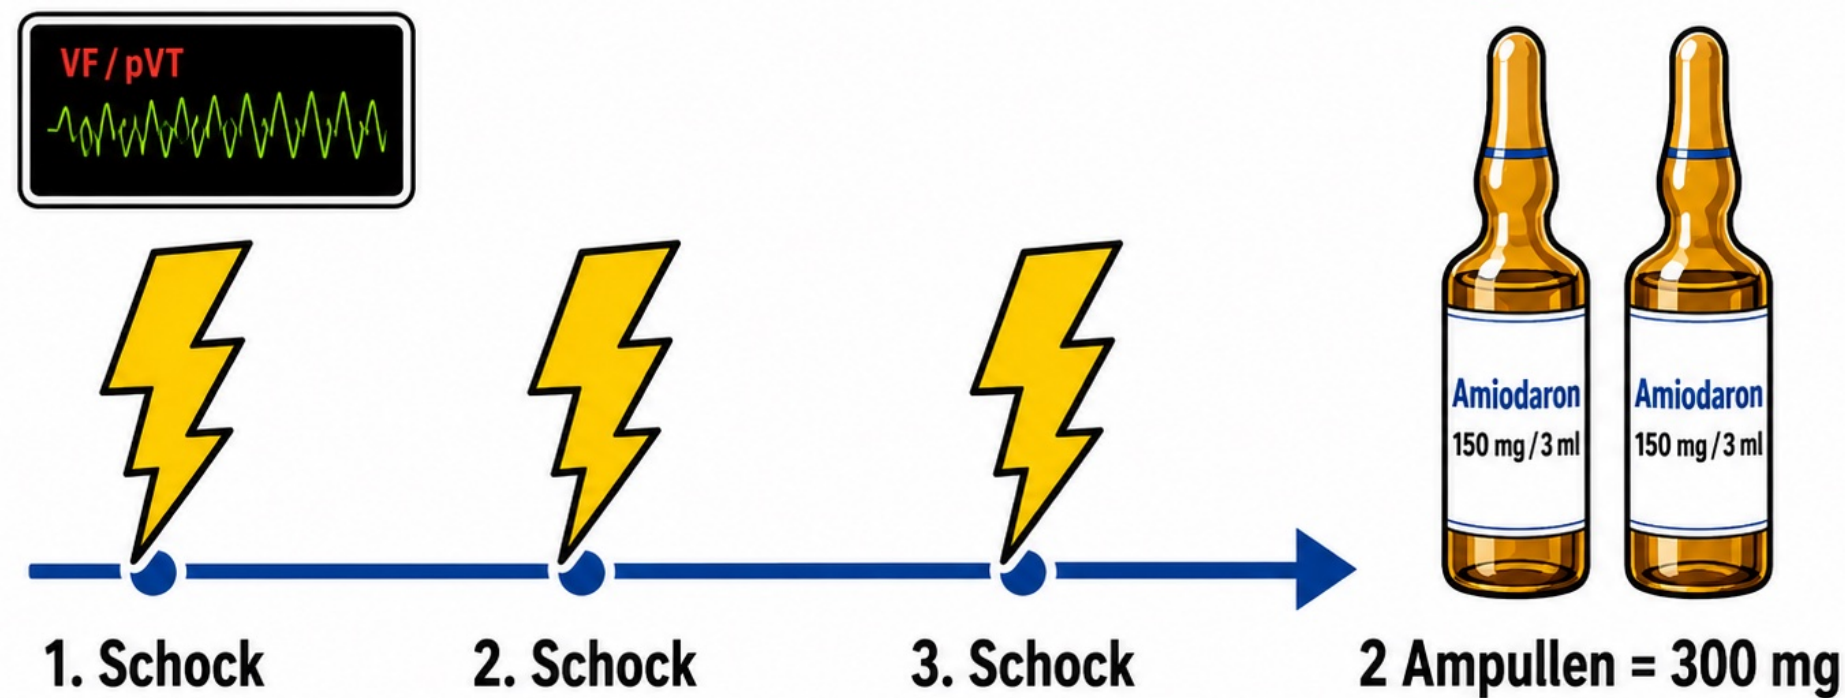 VF / pVT
Amiodaron
150 mg / 3 ml
Amiodaron
150 mg / 3 ml
1. Schock
2. Schock
3. Schock
2 Ampullen = 300 mg